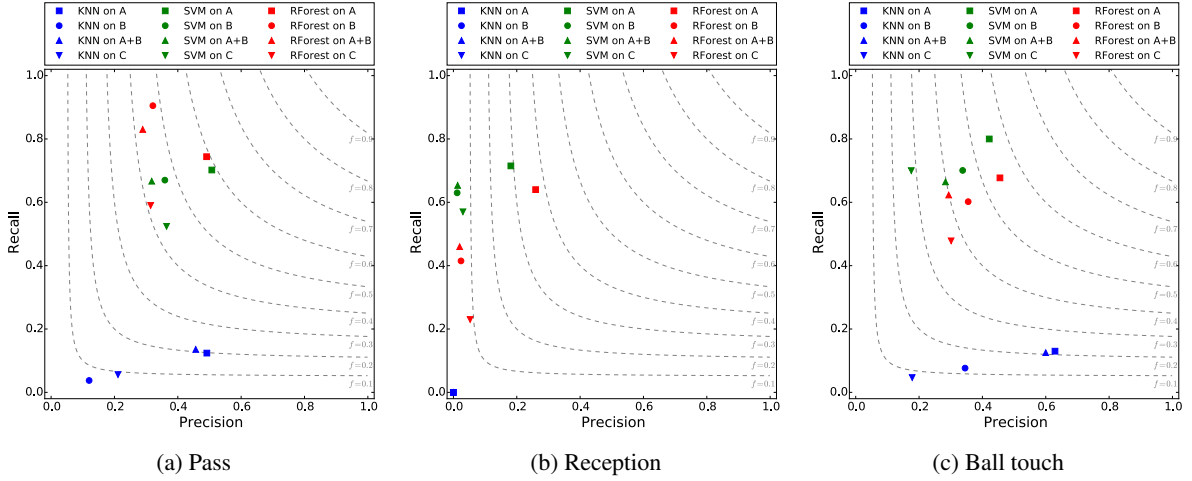 KNN on A SVM on A RForest on A
KNN on B SVM on B RForest on B
KNN on A+B SVM on A+B RForest on A+B
KNN on C SVM on C RForest on C
1.0
0.8
0.6
0.4
0.2
0.0
Recall
f=0.9
f=0.8
f=0.7
f=0.6
f=0.5
f=0.4
f=0.3
f=0.2
f=0.1
0.0 0.2 0.4 0.6 0.8 1.0
Precision
(a) Pass
KNN on A SVM on A RForest on A
KNN on B SVM on B RForest on B
KNN on A+B SVM on A+B RForest on A+B
KNN on C SVM on C RForest on C
1.0
0.8
0.6
0.4
0.2
0.0
Recall
f=0.9
f=0.8
f=0.7
f=0.6
f=0.5
f=0.4
f=0.3
f=0.2
f=0.1
0.0 0.2 0.4 0.6 0.8 1.0
Precision
(b) Reception
KNN on A SVM on A RForest on A
KNN on B SVM on B RForest on B
KNN on A+B SVM on A+B RForest on A+B
KNN on C SVM on C RForest on C
1.0
0.8
0.6
0.4
0.2
0.0
Recall
f=0.9
f=0.8
f=0.7
f=0.6
f=0.5
f=0.4
f=0.3
f=0.2
f=0.1
0.0 0.2 0.4 0.6 0.8 1.0
Precision
(c) Ball touch